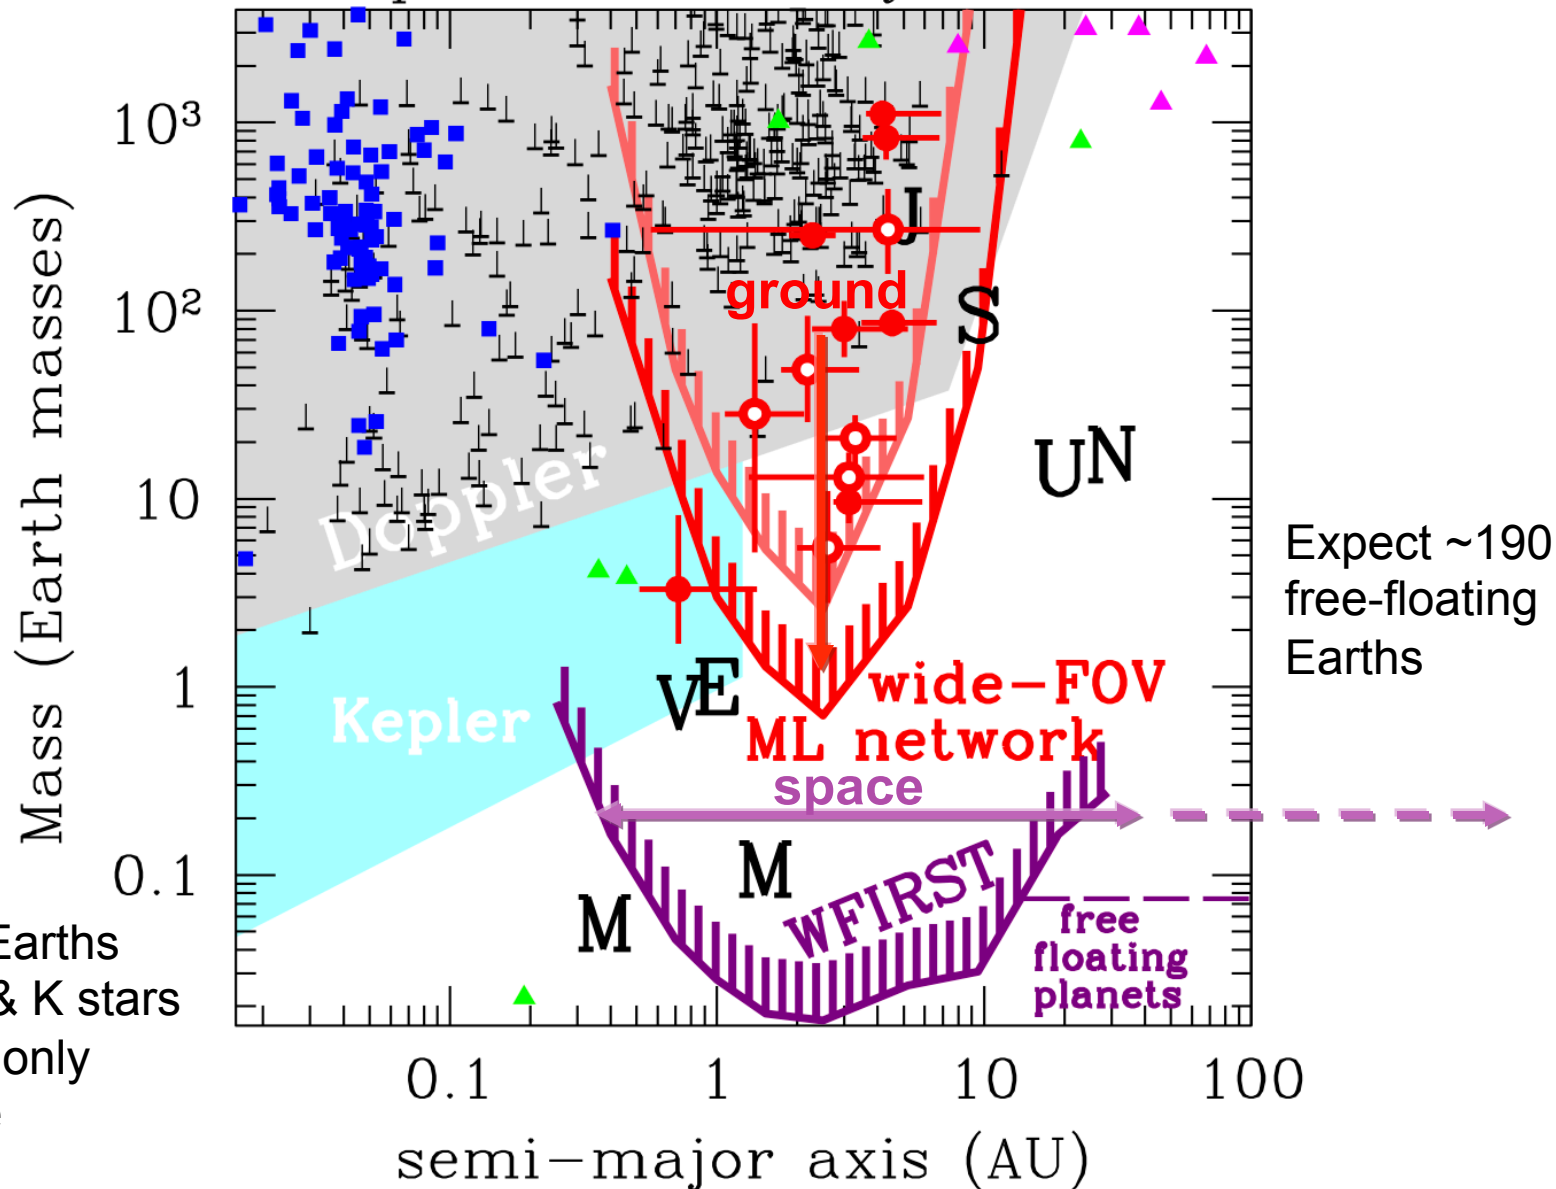 10³
ground
J
10²
S
Doppler
10
U
N
Expect ~190
free-floating
Earths
Mass (Earth masses)
1
Kepler
V
E
wide-FOV
ML network
space
0.1
M
M
WFIRST
free
floating
planets
Earths
& K stars
only
0.1
1
10
100
semi-major axis (AU)